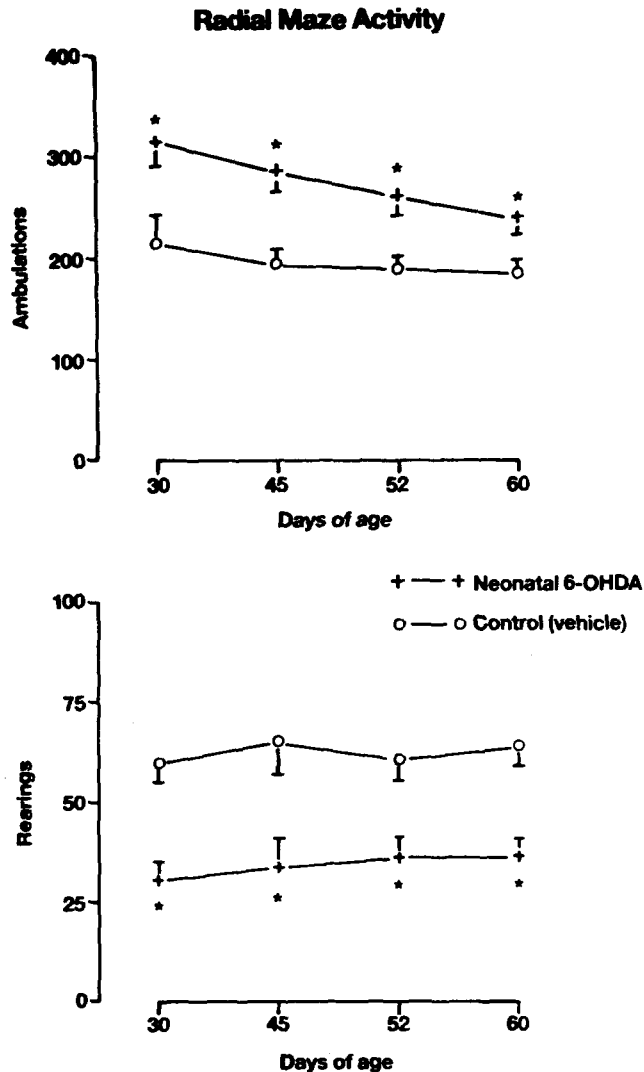 Radial Maze Activity
400
300
200
100
0
Ambulations
* * * *
30 45 52 60
Days of age
+ — + Neonatal 6-OHDA
o — o Control (vehicle)
100
75
50
25
0
Rearings
* * * *
30 45 52 60
Days of age